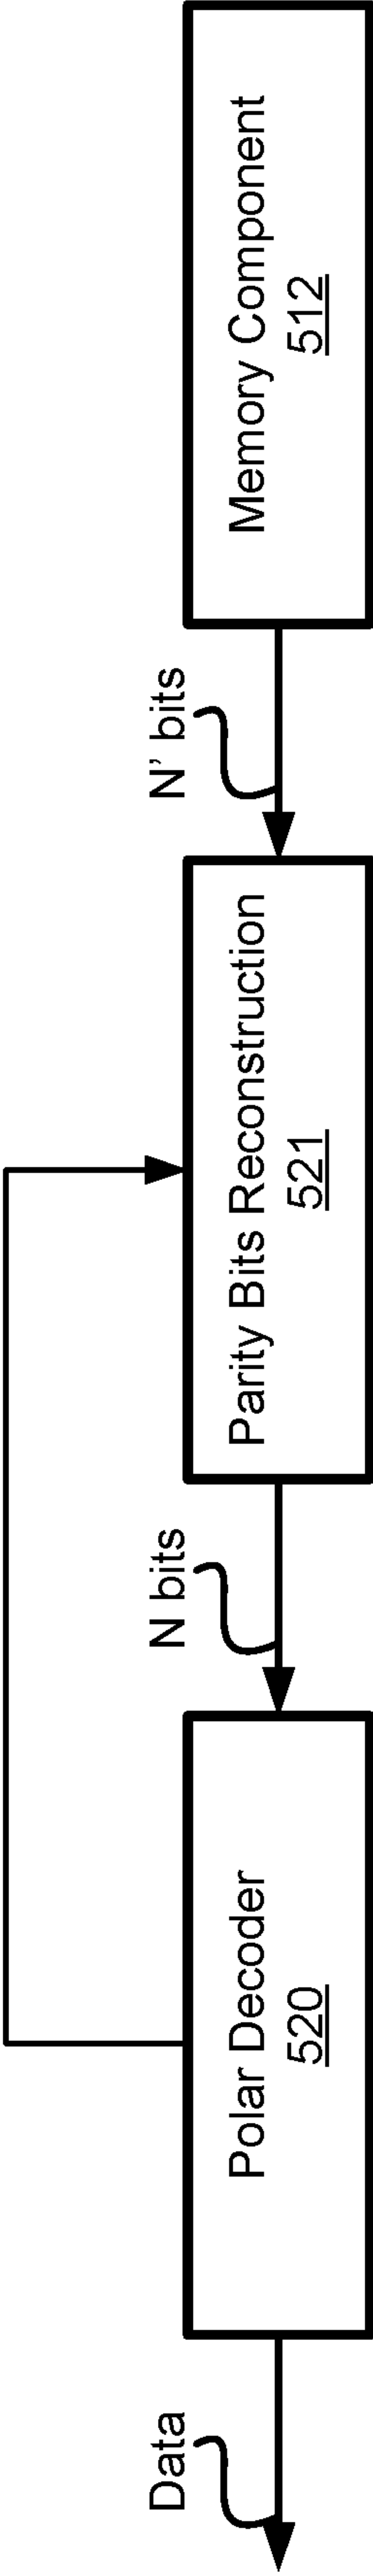 Data
Polar Decoder
520
N bits
Parity Bits Reconstruction
521
N' bits
Memory Component
512